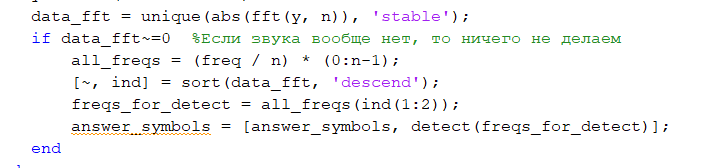 data_fft = unique(abs(fft(y, n)), 'stable');
if data_fft~=0  %Если звука вообще нет, то ничего не делаем
    all_freqs = (freq / n) * (0:n-1);
    [~, ind] = sort(data_fft, 'descend');
    freqs_for_detect = all_freqs(ind(1:2));
    answer_symbols = [answer_symbols, detect(freqs_for_detect)];
end